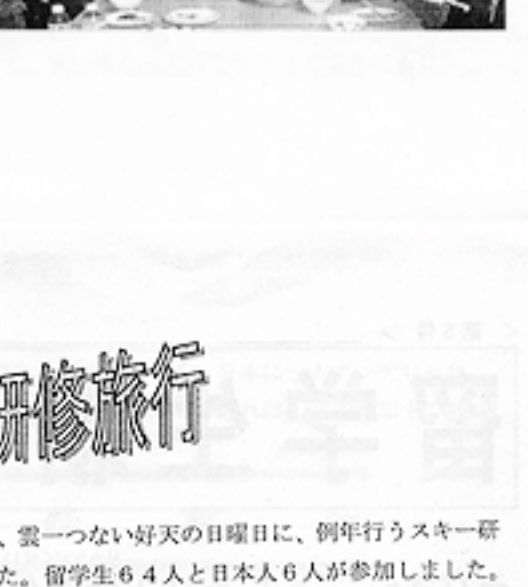 研修旅行
、雲一つない好天の日曜日に、例年行うスキー研
た。留学生64人と日本人6人が参加しました。